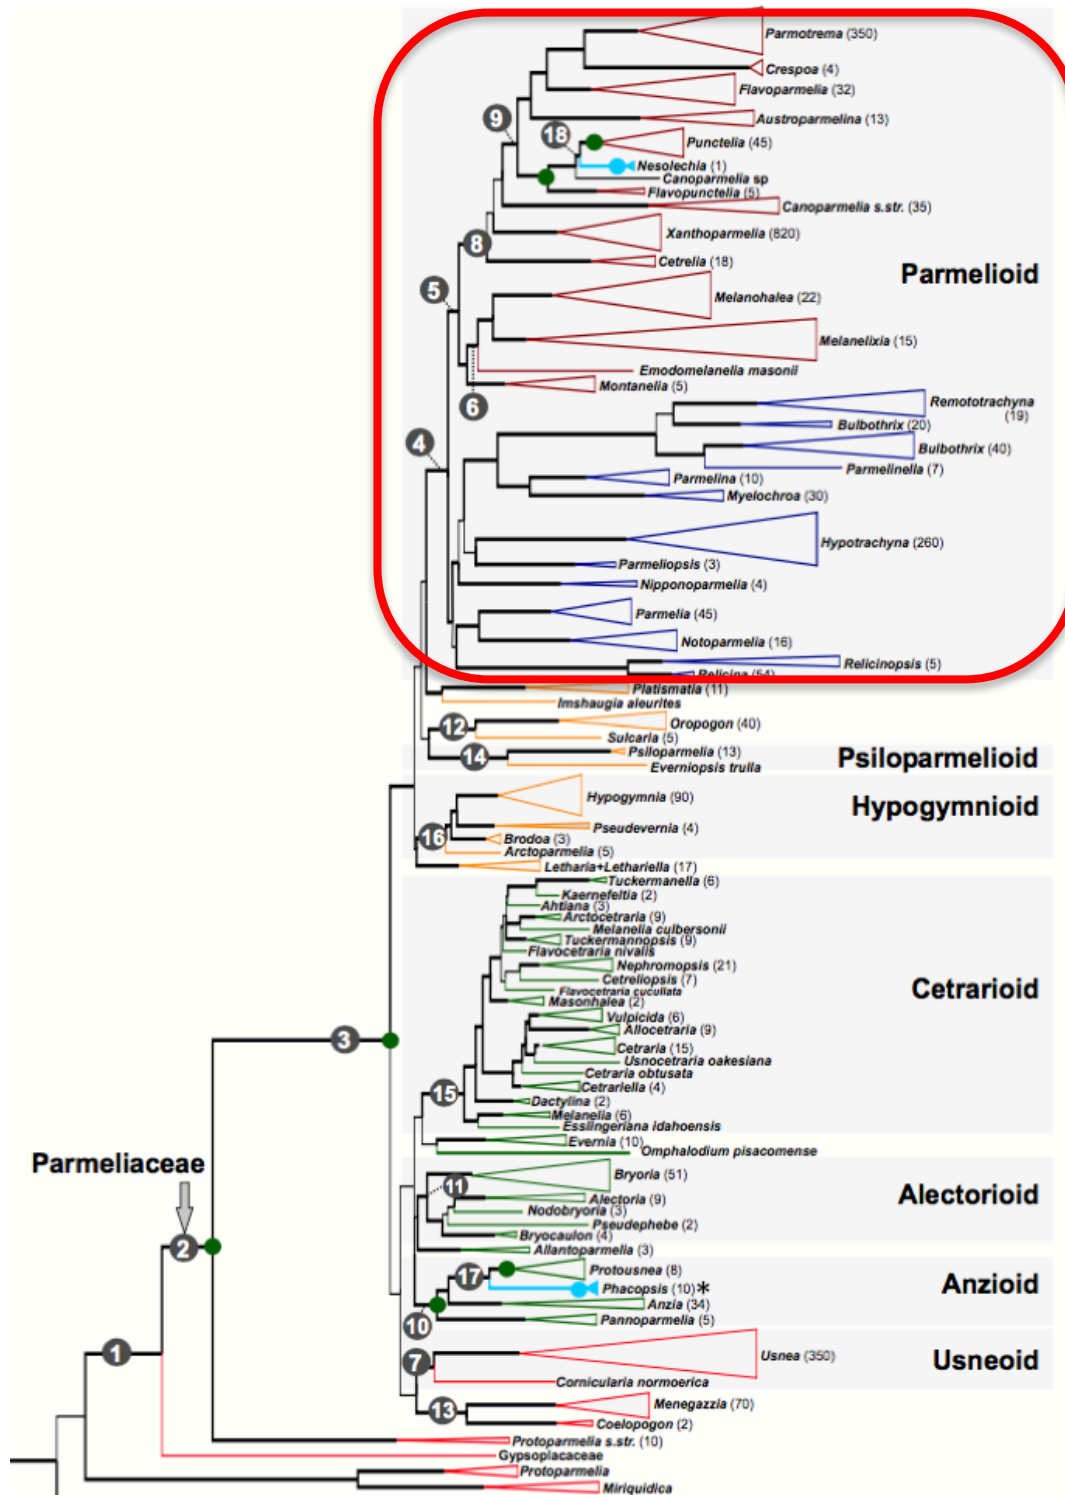 Parmotrema (350)
Crespoa (4)
Flavoparmelia (32)
Austroparmelina (13)
9
18
Punctelia (45)
Nesolechia (1)
Canoparmelia sp
Flavopunctelia (5)
Canoparmelia s.str. (35)
Xanthoparmelia (820)
8
Cetrelia (18)
Parmelioid
5
Melanohalea (22)
Melanelixia (15)
Emodomelanelia masonii
Montanelia (5)
6
Remototrachyna
(19)
Bulbothrix (20)
4
Bulbothrix (40)
Parmelinella (7)
Parmelina (10)
Myelochroa (30)
Hypotrachyna (260)
Parmeliopsis (3)
Nipponoparmelia (4)
Parmelia (45)
Notoparmelia (16)
Relicinopsis (5)
Relicina (54)
Platismatia (11)
Imshaugia aleurites
Oropogon (40)
12
Sulcaria (5)
Psiloparmelia (13)
14
Psiloparmelioid
Everniopsis trulla
Hypogymnia (90)
Hypogymnioid
Pseudevernia (4)
16
Brodoa (3)
Arctoparmelia (5)
Letharia+Lethariella (17)
Tuckermanella (6)
Kaernefeltia (2)
Ahtiana (3)
Arctocetraria (9)
Melanelia culbersonii
Tuckermannopsis (9)
Flavocetraria nivalis
Nephromopsis (21)
Cetreliopsis (7)
Flavocetraria cucullata
Cetrarioid
Masonhalea (2)
Vulpicida (6)
Allocetraria (9)
3
Cetraria (15)
Usnocetraria oakesiana
Cetraria obtusata
Cetrariella (4)
15
Dactylina (2)
Melanelia (6)
Esslingeriana idahoensis
Evernia (10)
Omphalodium pisacomense
Parmeliaceae
Bryoria (51)
11
Alectoria (9)
Alectorioid
Nodobryoria (3)
Pseudephebe (2)
Bryocaulon (4)
2
Allantoparmelia (3)
Protousnea (8)
17
Phacopsis (10)*
Anzioid
Anzia (34)
Pannoparmelia (5)
10
1
Usnea (350)
7
Usneoid
Cornicularia normoerica
Menegazzia (70)
13
Coelopogon (2)
Protoparmelia s.str. (10)
Gypsoplacaceae
Protoparmelia
Miriquidica